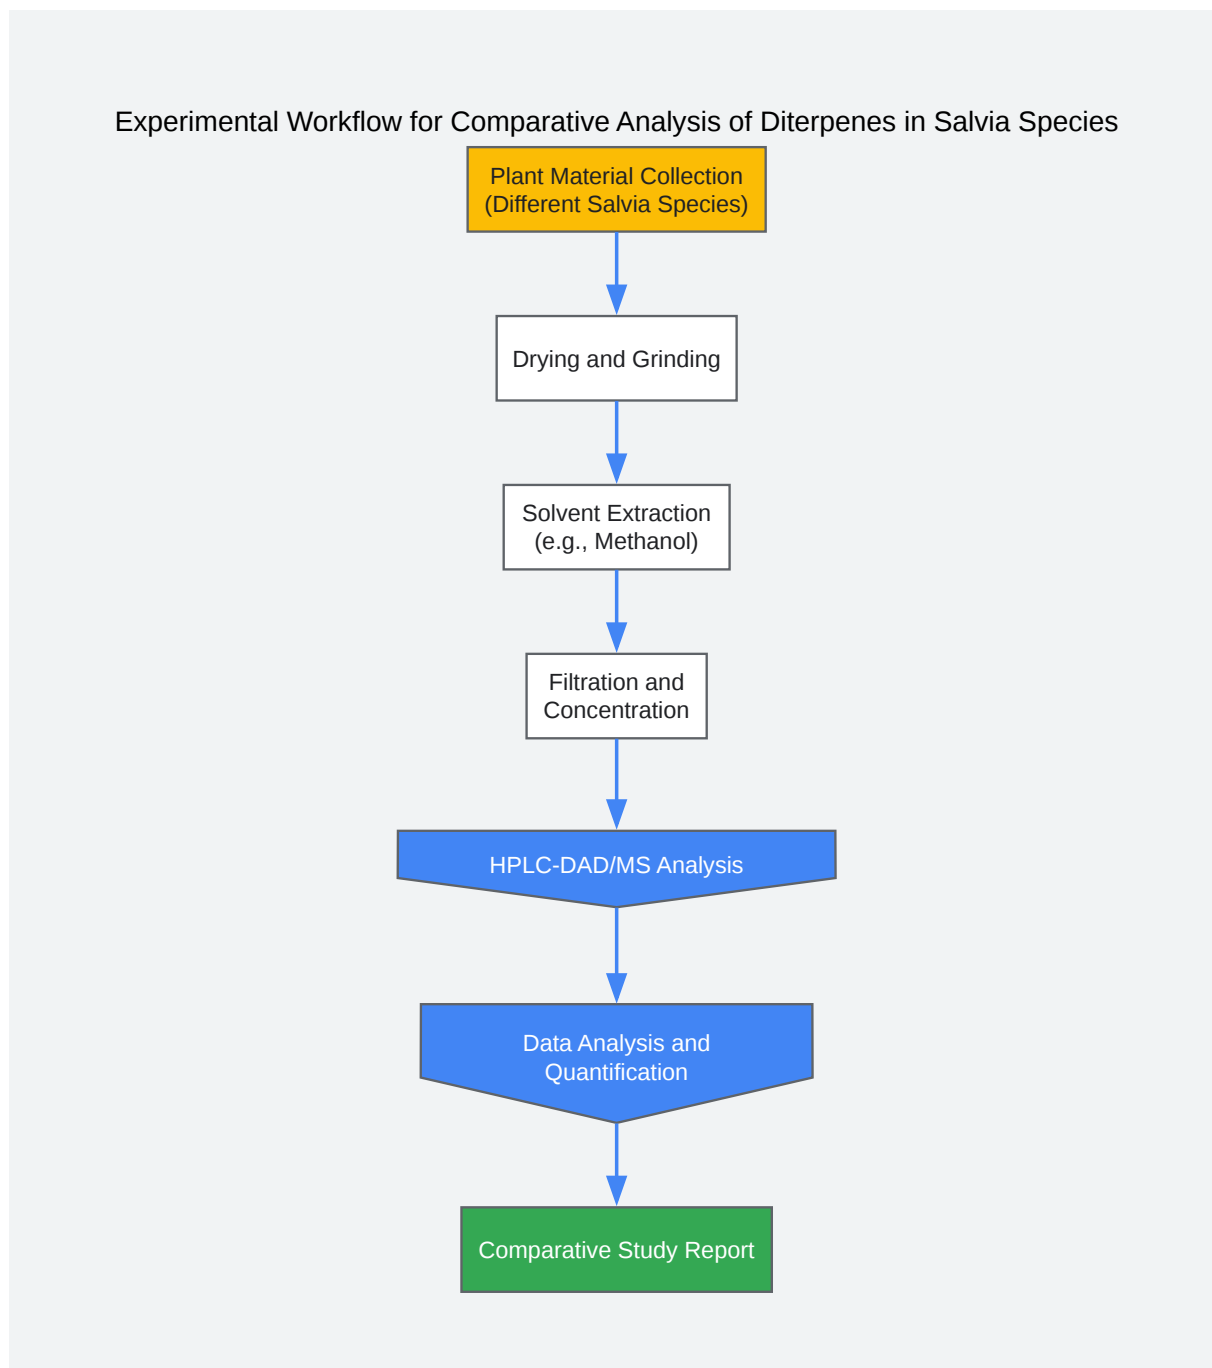 Experimental Workflow for Comparative Analysis of Diterpenes in Salvia Species
Plant Material Collection
(Different Salvia Species)
Drying and Grinding
Solvent Extraction
(e.g., Methanol)
Filtration and
Concentration
HPLC-DAD/MS Analysis
Data Analysis and
Quantification
Comparative Study Report